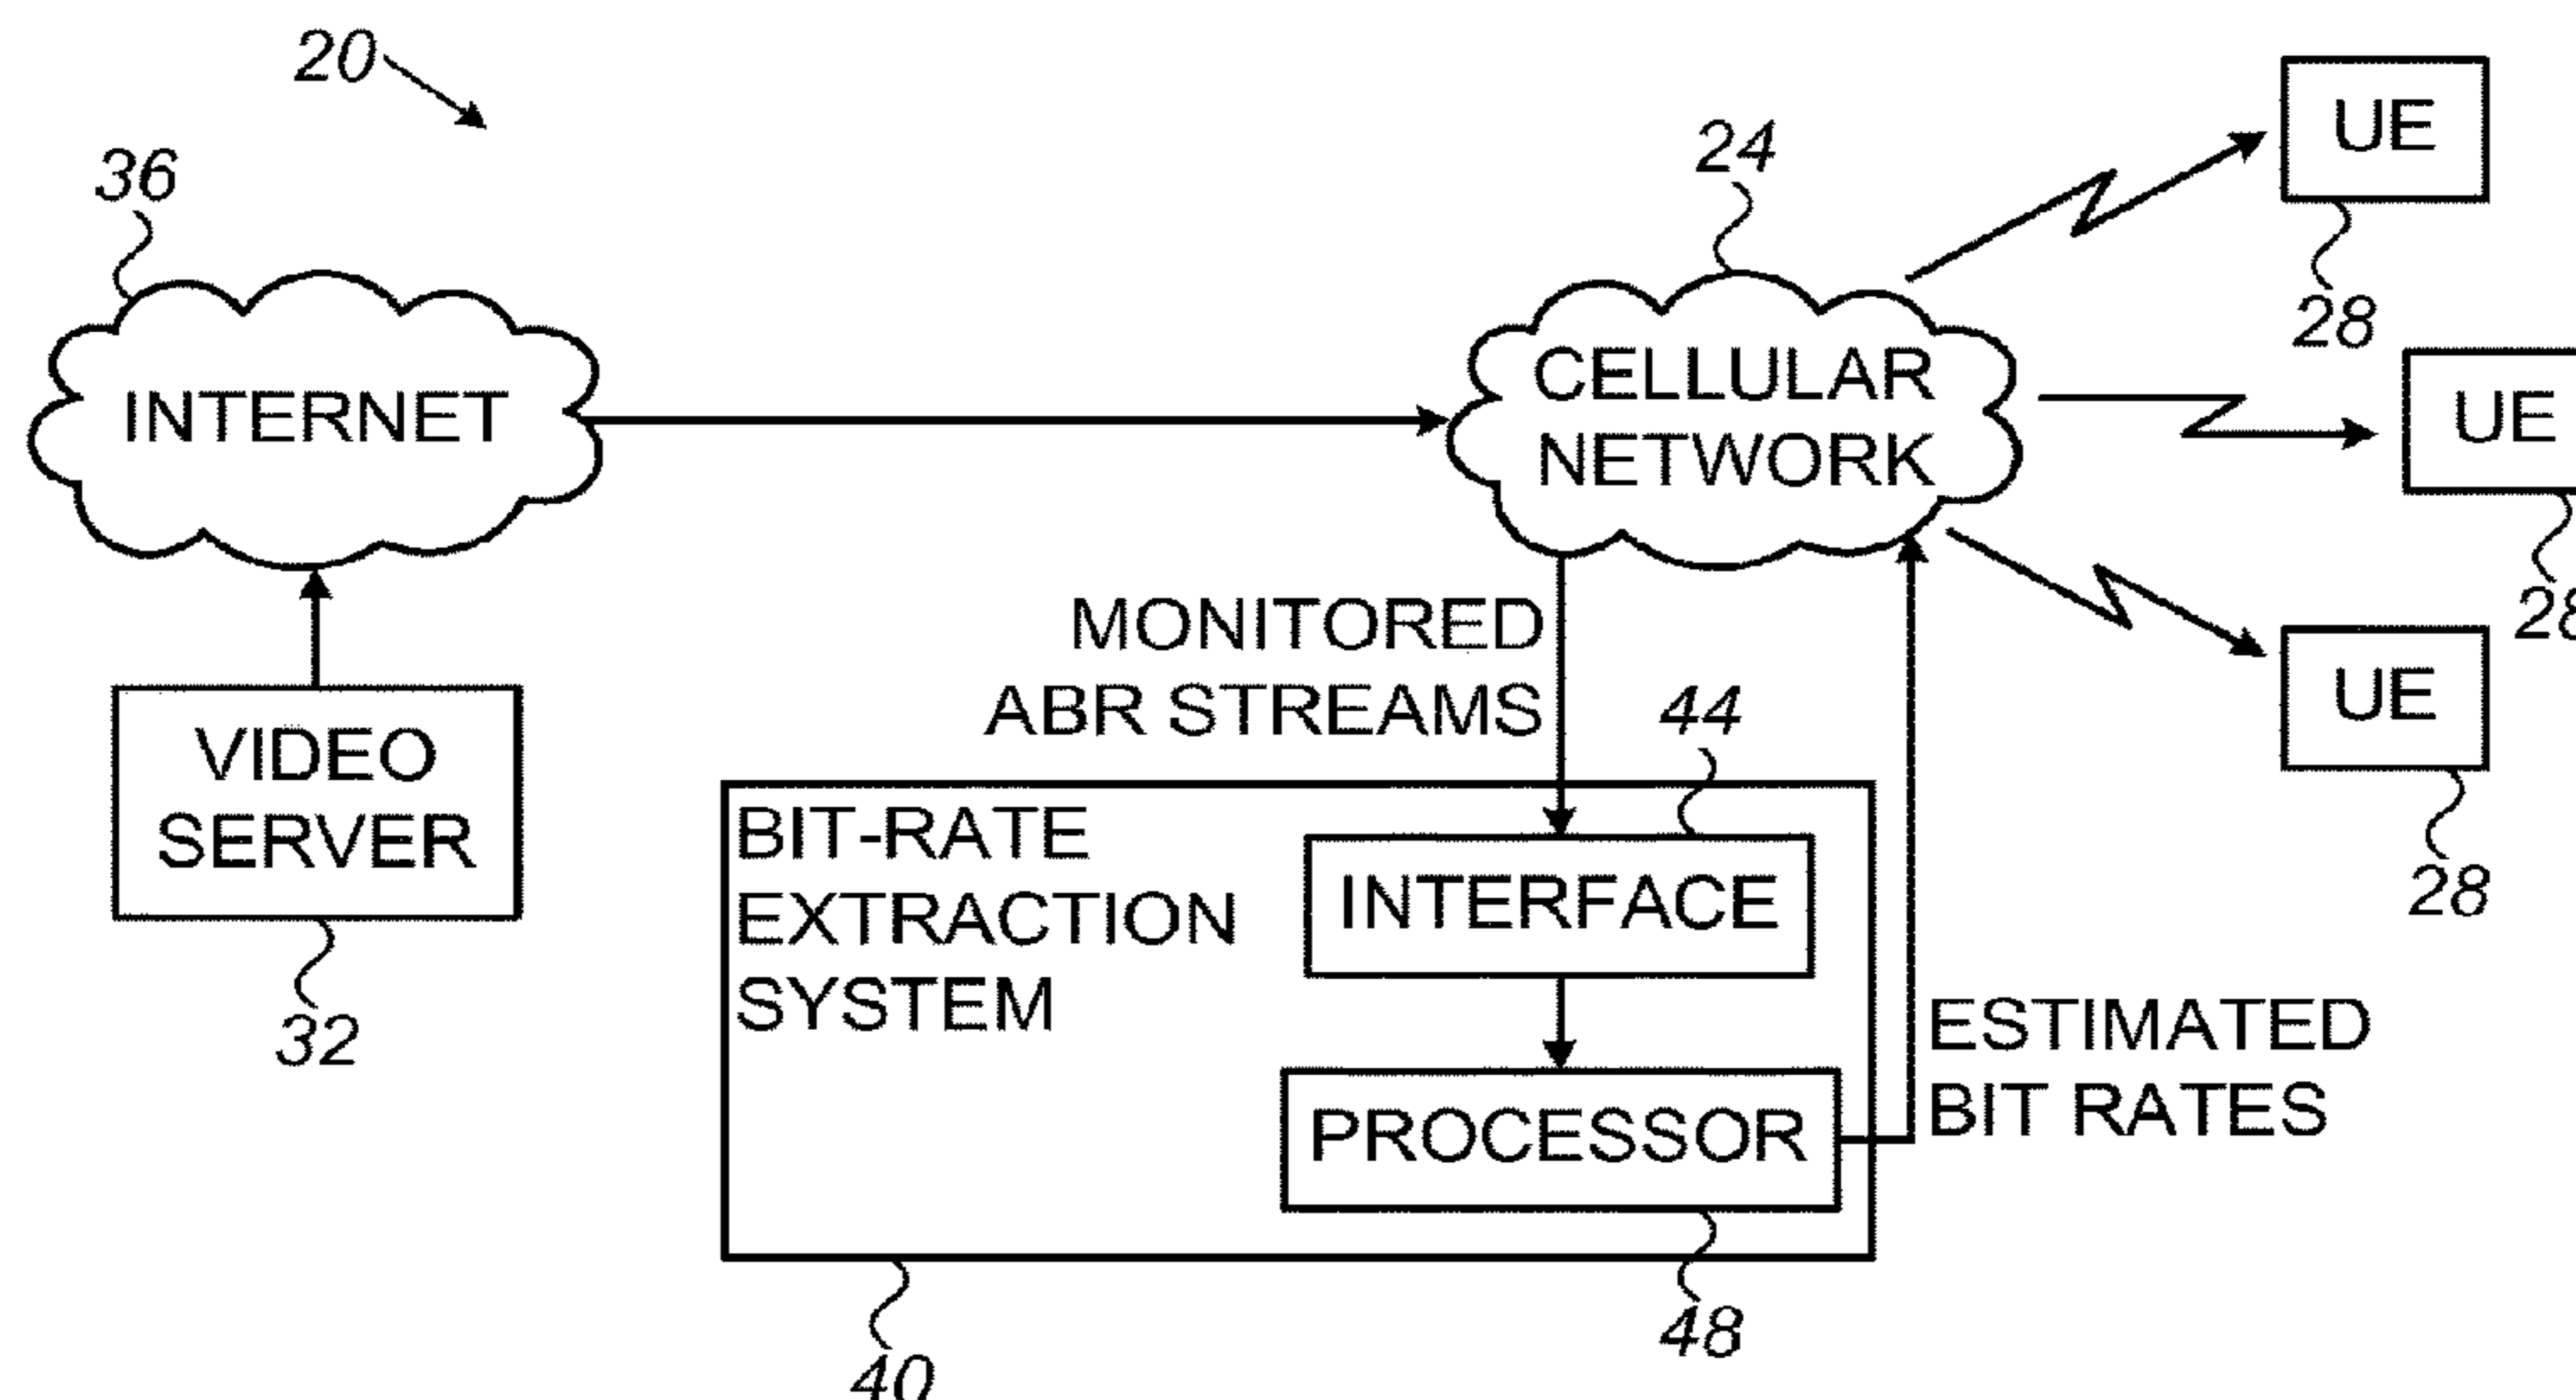 20
36
24
UE
28
INTERNET
CELLULAR
NETWORK
UE
28
MONITORED
ABR STREAMS
UE
28
VIDEO
SERVER
32
44
BIT-RATE
EXTRACTION
SYSTEM
INTERFACE
PROCESSOR
ESTIMATED
BIT RATES
48
40